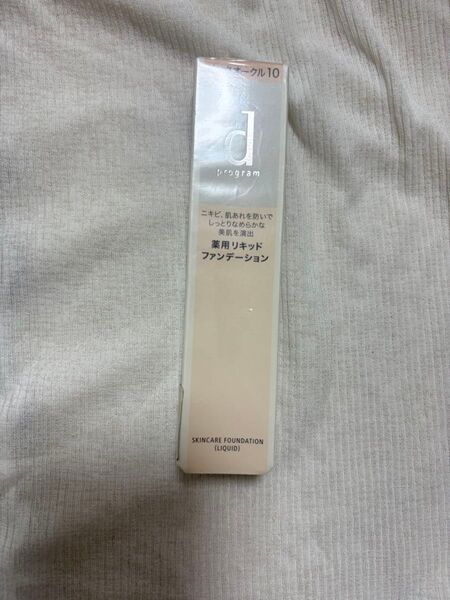 オークル10
d
program
ニキビ、肌あれを防いで
しっとりなめらかな
美肌を演出
薬用リキッド
ファンデーション
SKINCARE FOUNDATION
(LIQUID)